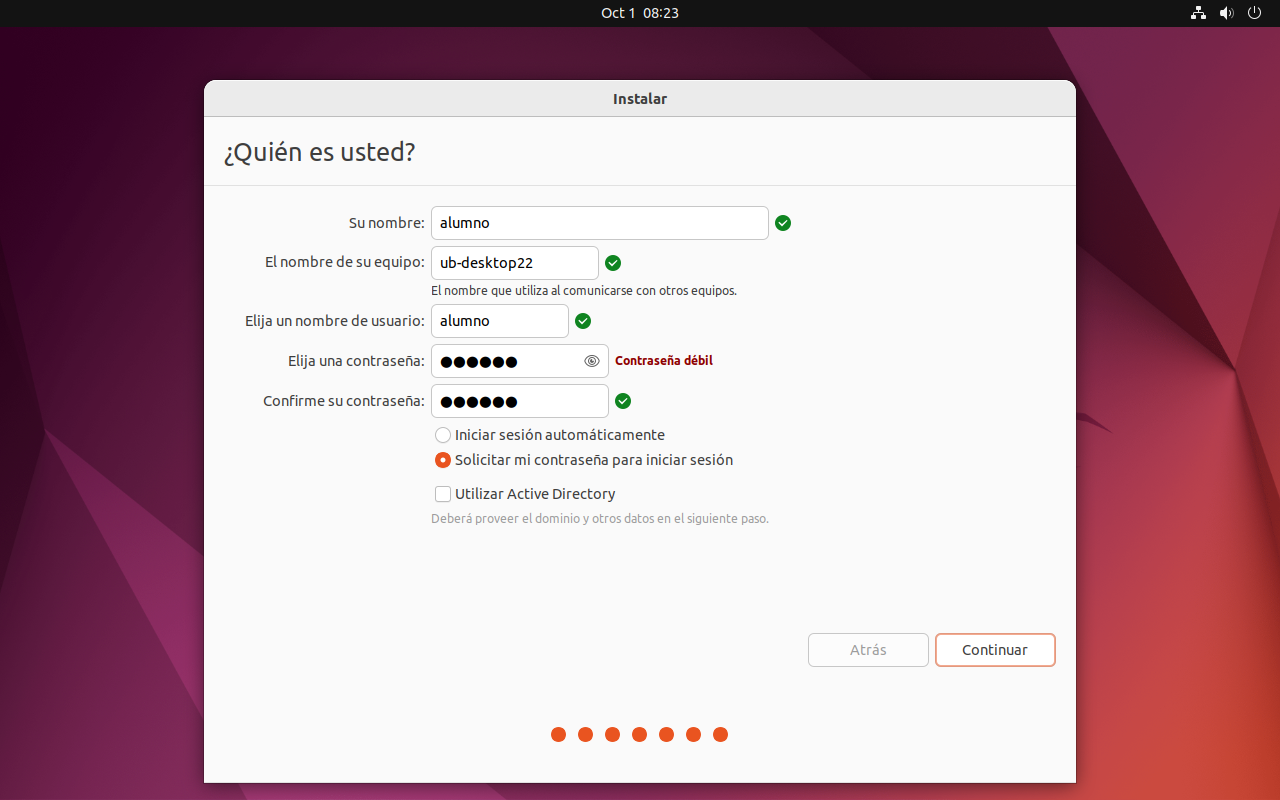 Oct 1 08:23
Instalar
¿Quién es usted?
Su nombre: alumno
El nombre de su equipo: ub-desktop22
El nombre que utiliza al comunicarse con otros equipos.
Elija un nombre de usuario: alumno
Elija una contraseña: ●●●●●● Contraseña débil
Confirme su contraseña: ●●●●●●
Iniciar sesión automáticamente
Solicitar mi contraseña para iniciar sesión
Utilizar Active Directory
Deberá proveer el dominio y otros datos en el siguiente paso.
Atrás Continuar